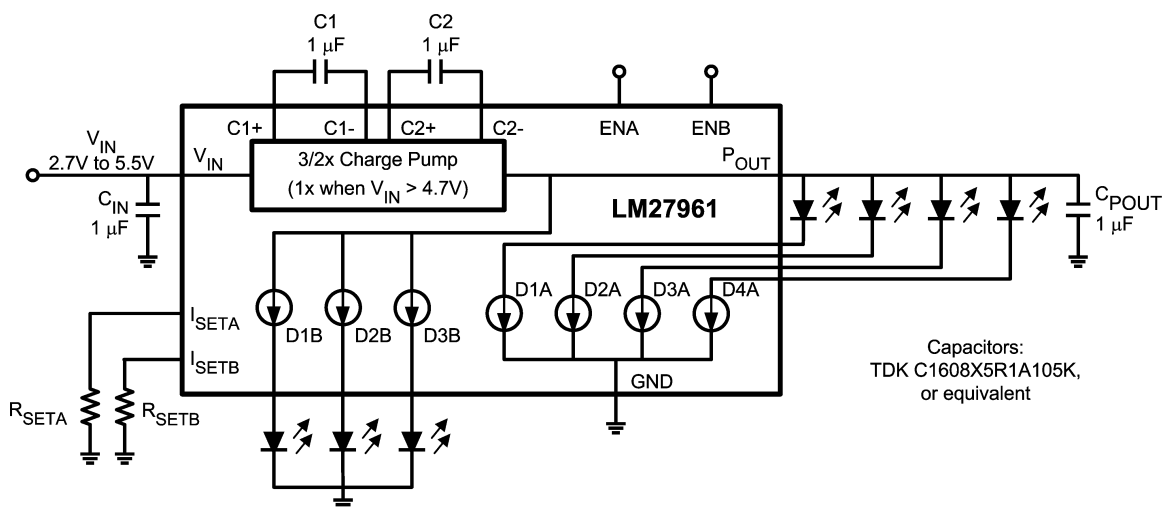 C1
1 μF
C2
1 μF
C1+
C1-
C2+
C2-
ENA
ENB
VIN
2.7V to 5.5V
VIN
3/2x Charge Pump
(1x when VIN > 4.7V)
POUT
CIN
1 μF
LM27961
CPOUT
1 μF
D1A
D2A
D3A
D4A
ISETA
D1B
D2B
D3B
ISETB
GND
Capacitors:
TDK C1608X5R1A105K,
or equivalent
RSETA
RSETB